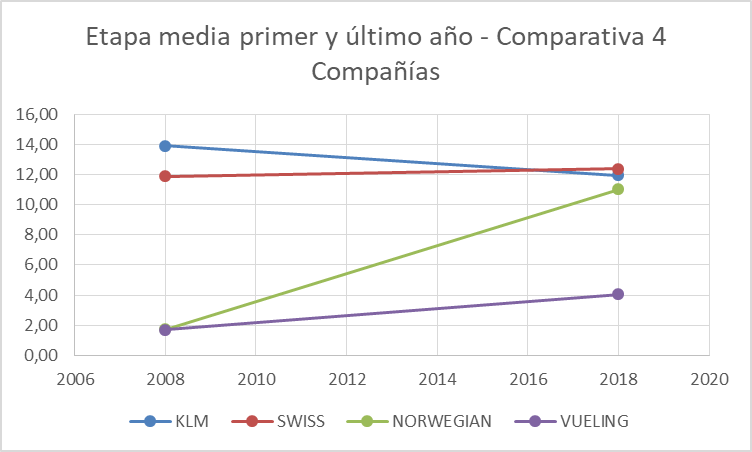 Etapa media primer y último año - Comparativa 4
Compañías
16,00
14,00
12,00
10,00
8,00
6,00
4,00
2,00
0,00
2006 2008 2010 2012 2014 2016 2018 2020
KLM SWISS NORWEGIAN VUELING